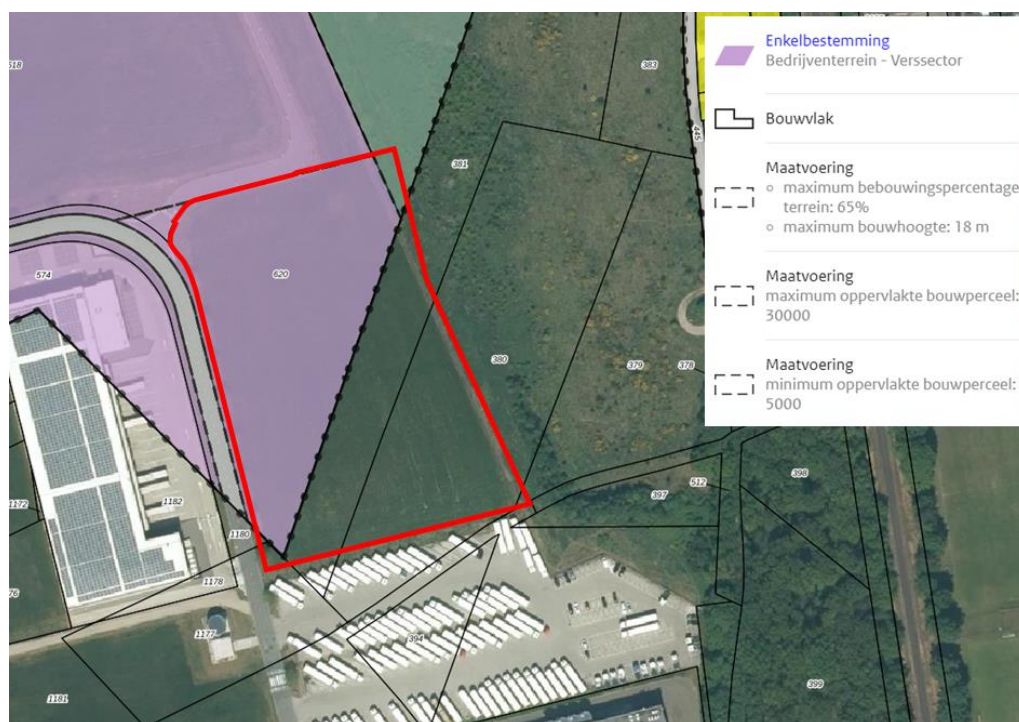 518
383
445
381
574
620
380
379
378
1172
1182
1180
1178
1177
76
1181
397
512
398
394
399
Enkelbestemming
Bedrijventerrein - Verssector
Bouwvlak
Maatvoering
maximum bebouwingspercentage
terrein: 65%
maximum bouwhoogte: 18 m
Maatvoering
maximum oppervlakte bouwperceel:
30000
Maatvoering
minimum oppervlakte bouwperceel:
5000